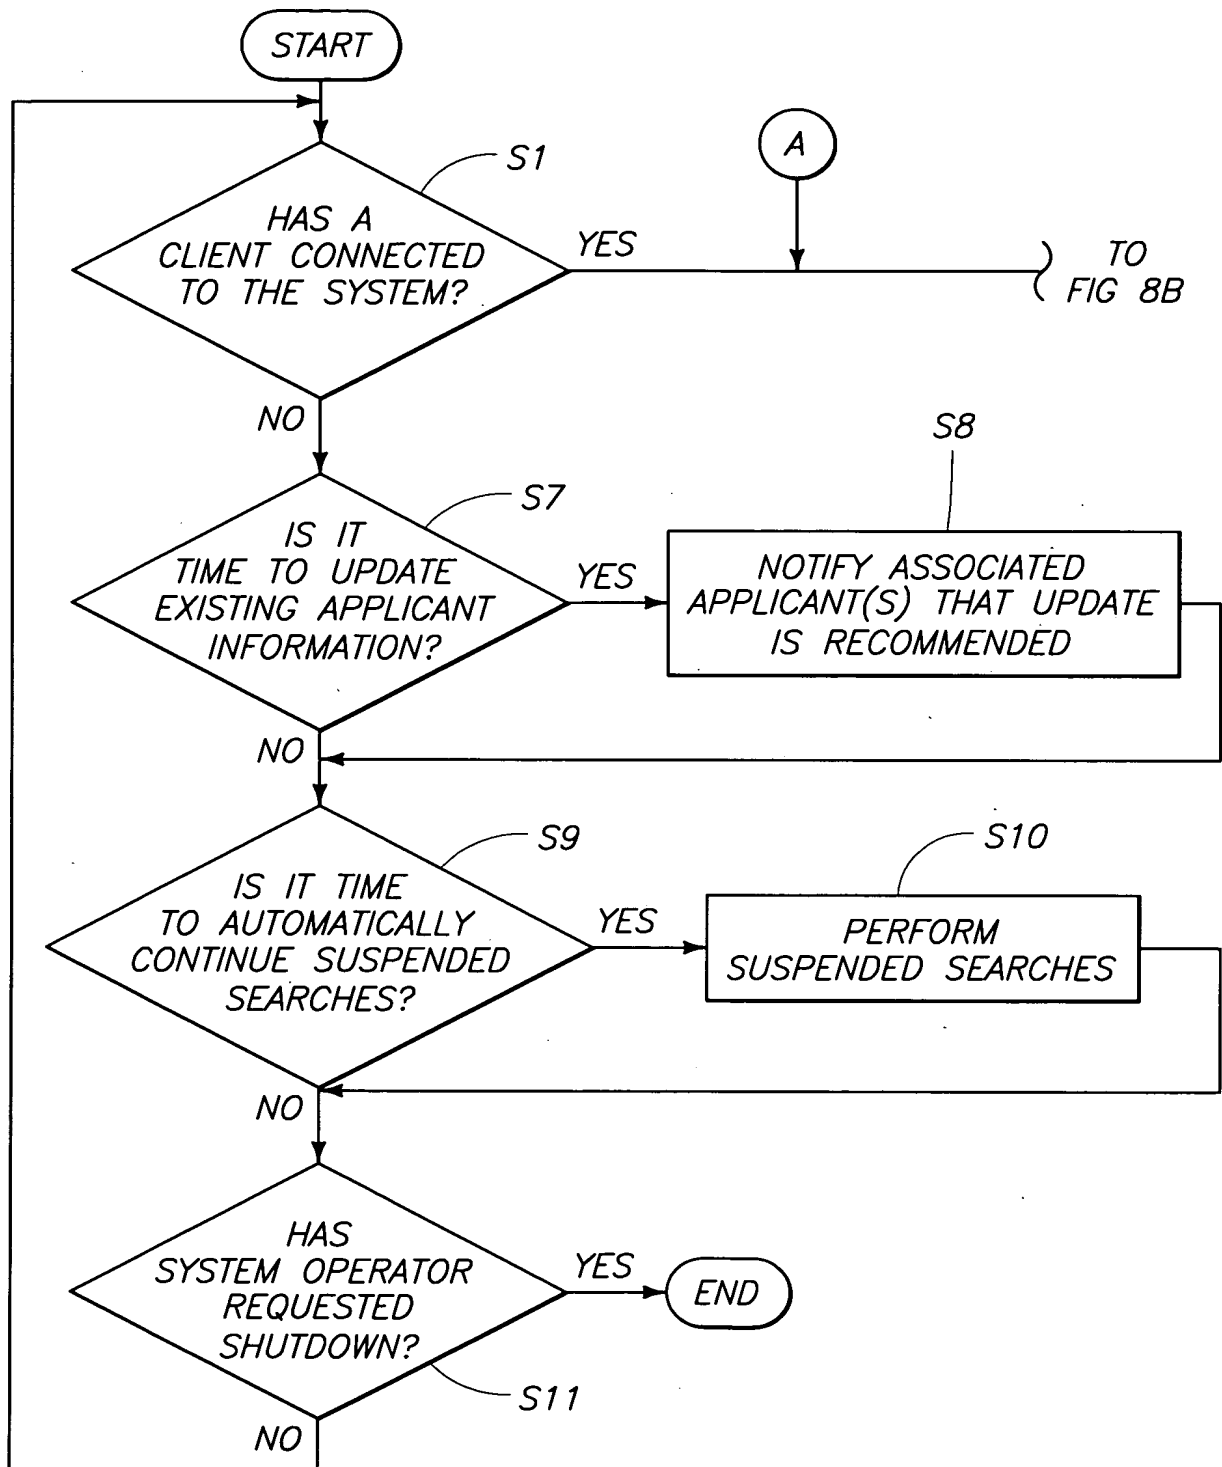 START
A
S1
HAS A
CLIENT CONNECTED
TO THE SYSTEM?
YES
TO
FIG 8B
NO
S7
S8
IS IT
TIME TO UPDATE
EXISTING APPLICANT
INFORMATION?
YES
NOTIFY ASSOCIATED
APPLICANT(S) THAT UPDATE
IS RECOMMENDED
NO
S9
S10
IS IT TIME
TO AUTOMATICALLY
CONTINUE SUSPENDED
SEARCHES?
YES
PERFORM
SUSPENDED SEARCHES
NO
HAS
SYSTEM OPERATOR
REQUESTED
SHUTDOWN?
YES
END
S11
NO